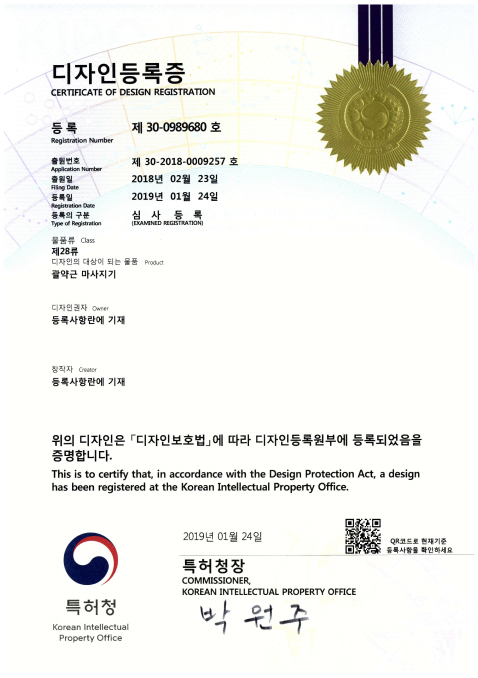 디자인등록증
CERTIFICATE OF DESIGN REGISTRATION
등록 제 30-0989680 호
Registration Number
출원번호 제 30-2018-0009257 호
Application Number
출원일 2018년 02월 23일
Filing Date
등록일 2019년 01월 24일
Registration Date
등록의 구분 심 사 등 록
Type of Registration (EXAMINED REGISTRATION)
물품류 Class
제28류
디자인의 대상이 되는 물품 Product
괄약근 마사지기
디자인권자 Owner
등록사항란에 기재
창작자 Creator
등록사항란에 기재
위의 디자인은 「디자인보호법」에 따라 디자인등록원부에 등록되었음을
증명합니다.
This is to certify that, in accordance with the Design Protection Act, a design
has been registered at the Korean Intellectual Property Office.
2019년 01월 24일
QR코드로 현재기준
등록사항을 확인하세요
특허청장
COMMISSIONER,
KOREAN INTELLECTUAL PROPERTY OFFICE
박원주
특허청
Korean Intellectual
Property Office